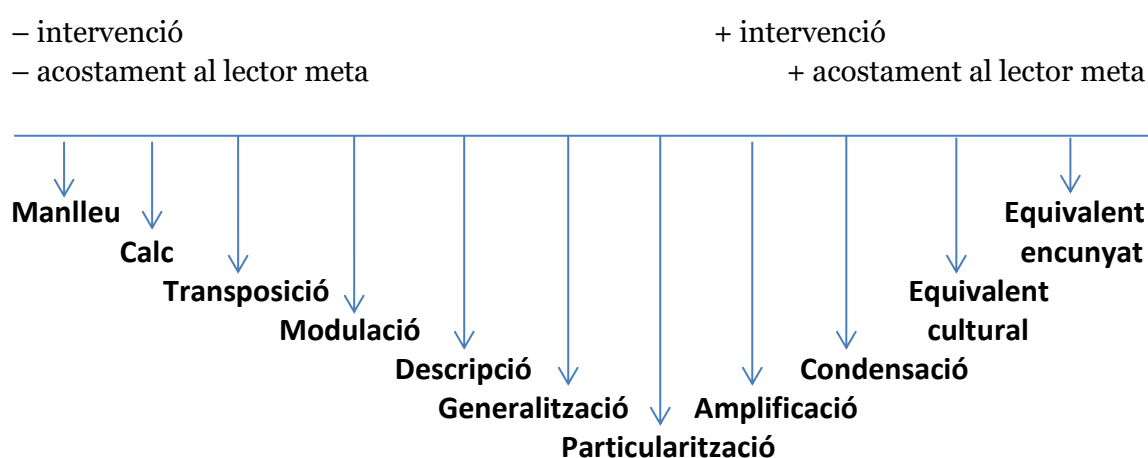 – intervenció + intervenció
– acostament al lector meta + acostament al lector meta
Manlleu
Calc
Transposició
Modulació
Descripció
Generalització
Particularització
Amplificació
Condensació
Equivalent
cultural
Equivalent
encunyat